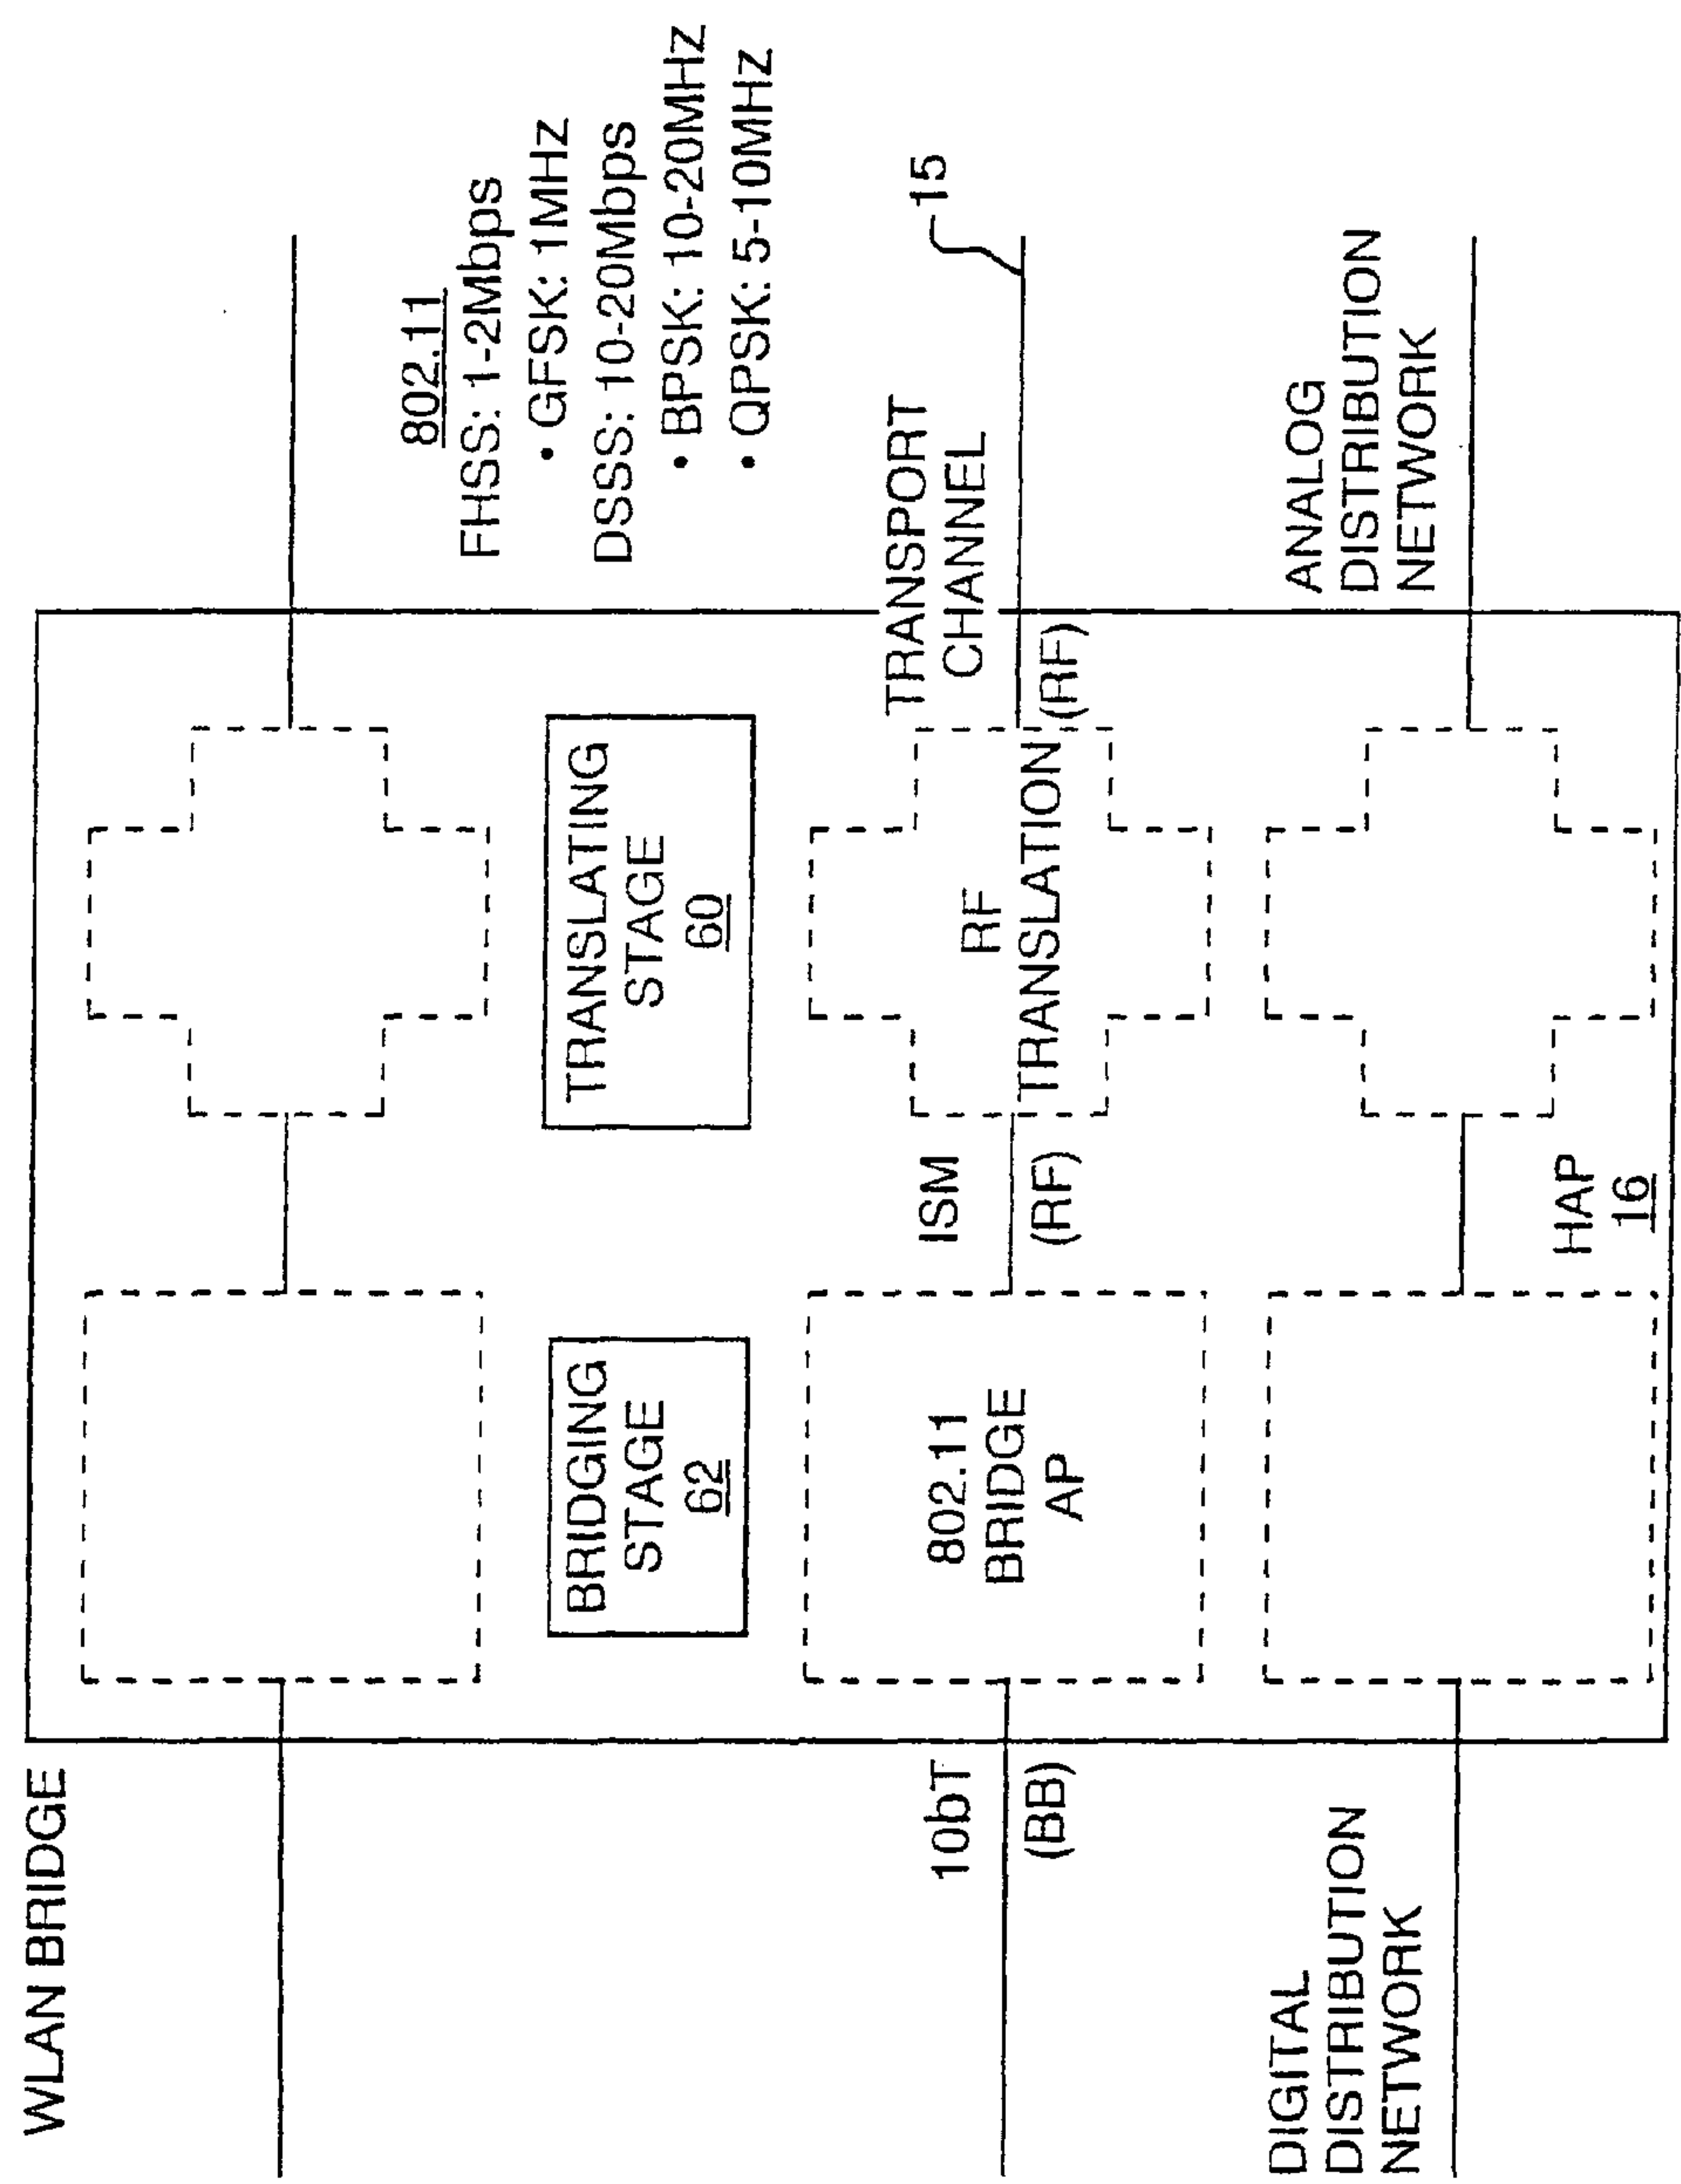 WLAN BRIDGE
802.11
FHSS: 1-2Mbps
• GFSK: 1MHz
DSSS: 10-20Mbps
• BPSK: 10-20MHz
• QPSK: 5-10MHz
BRIDGING
STAGE
62
TRANSLATING
STAGE
60
10bT
(BB)
802.11
BRIDGE
AP
ISM
(RF)
RF
TRANSLATION
TRANSPORT
CHANNEL
(RF)
15
DIGITAL
DISTRIBUTION
NETWORK
HAP
16
ANALOG
DISTRIBUTION
NETWORK